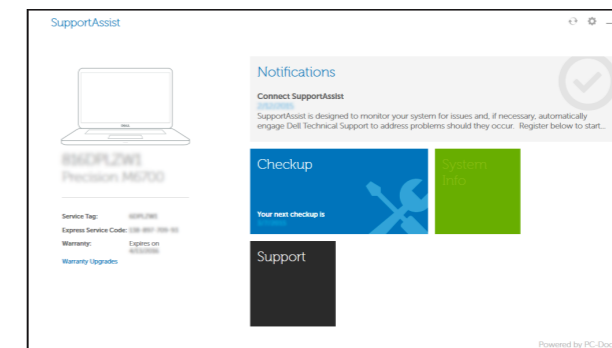 SupportAssist
Notifications
Connect SupportAssist
SupportAssist is designed to monitor your system for issues and, if necessary, automatically
engage Dell Technical Support to address problems should they occur. Register below to start...
Precision M6700
Service Tag:
Express Service Code:
Warranty: Expires on
Warranty Upgrades
Checkup
Your next checkup is
System
Info
Support
Powered by PC-Doc